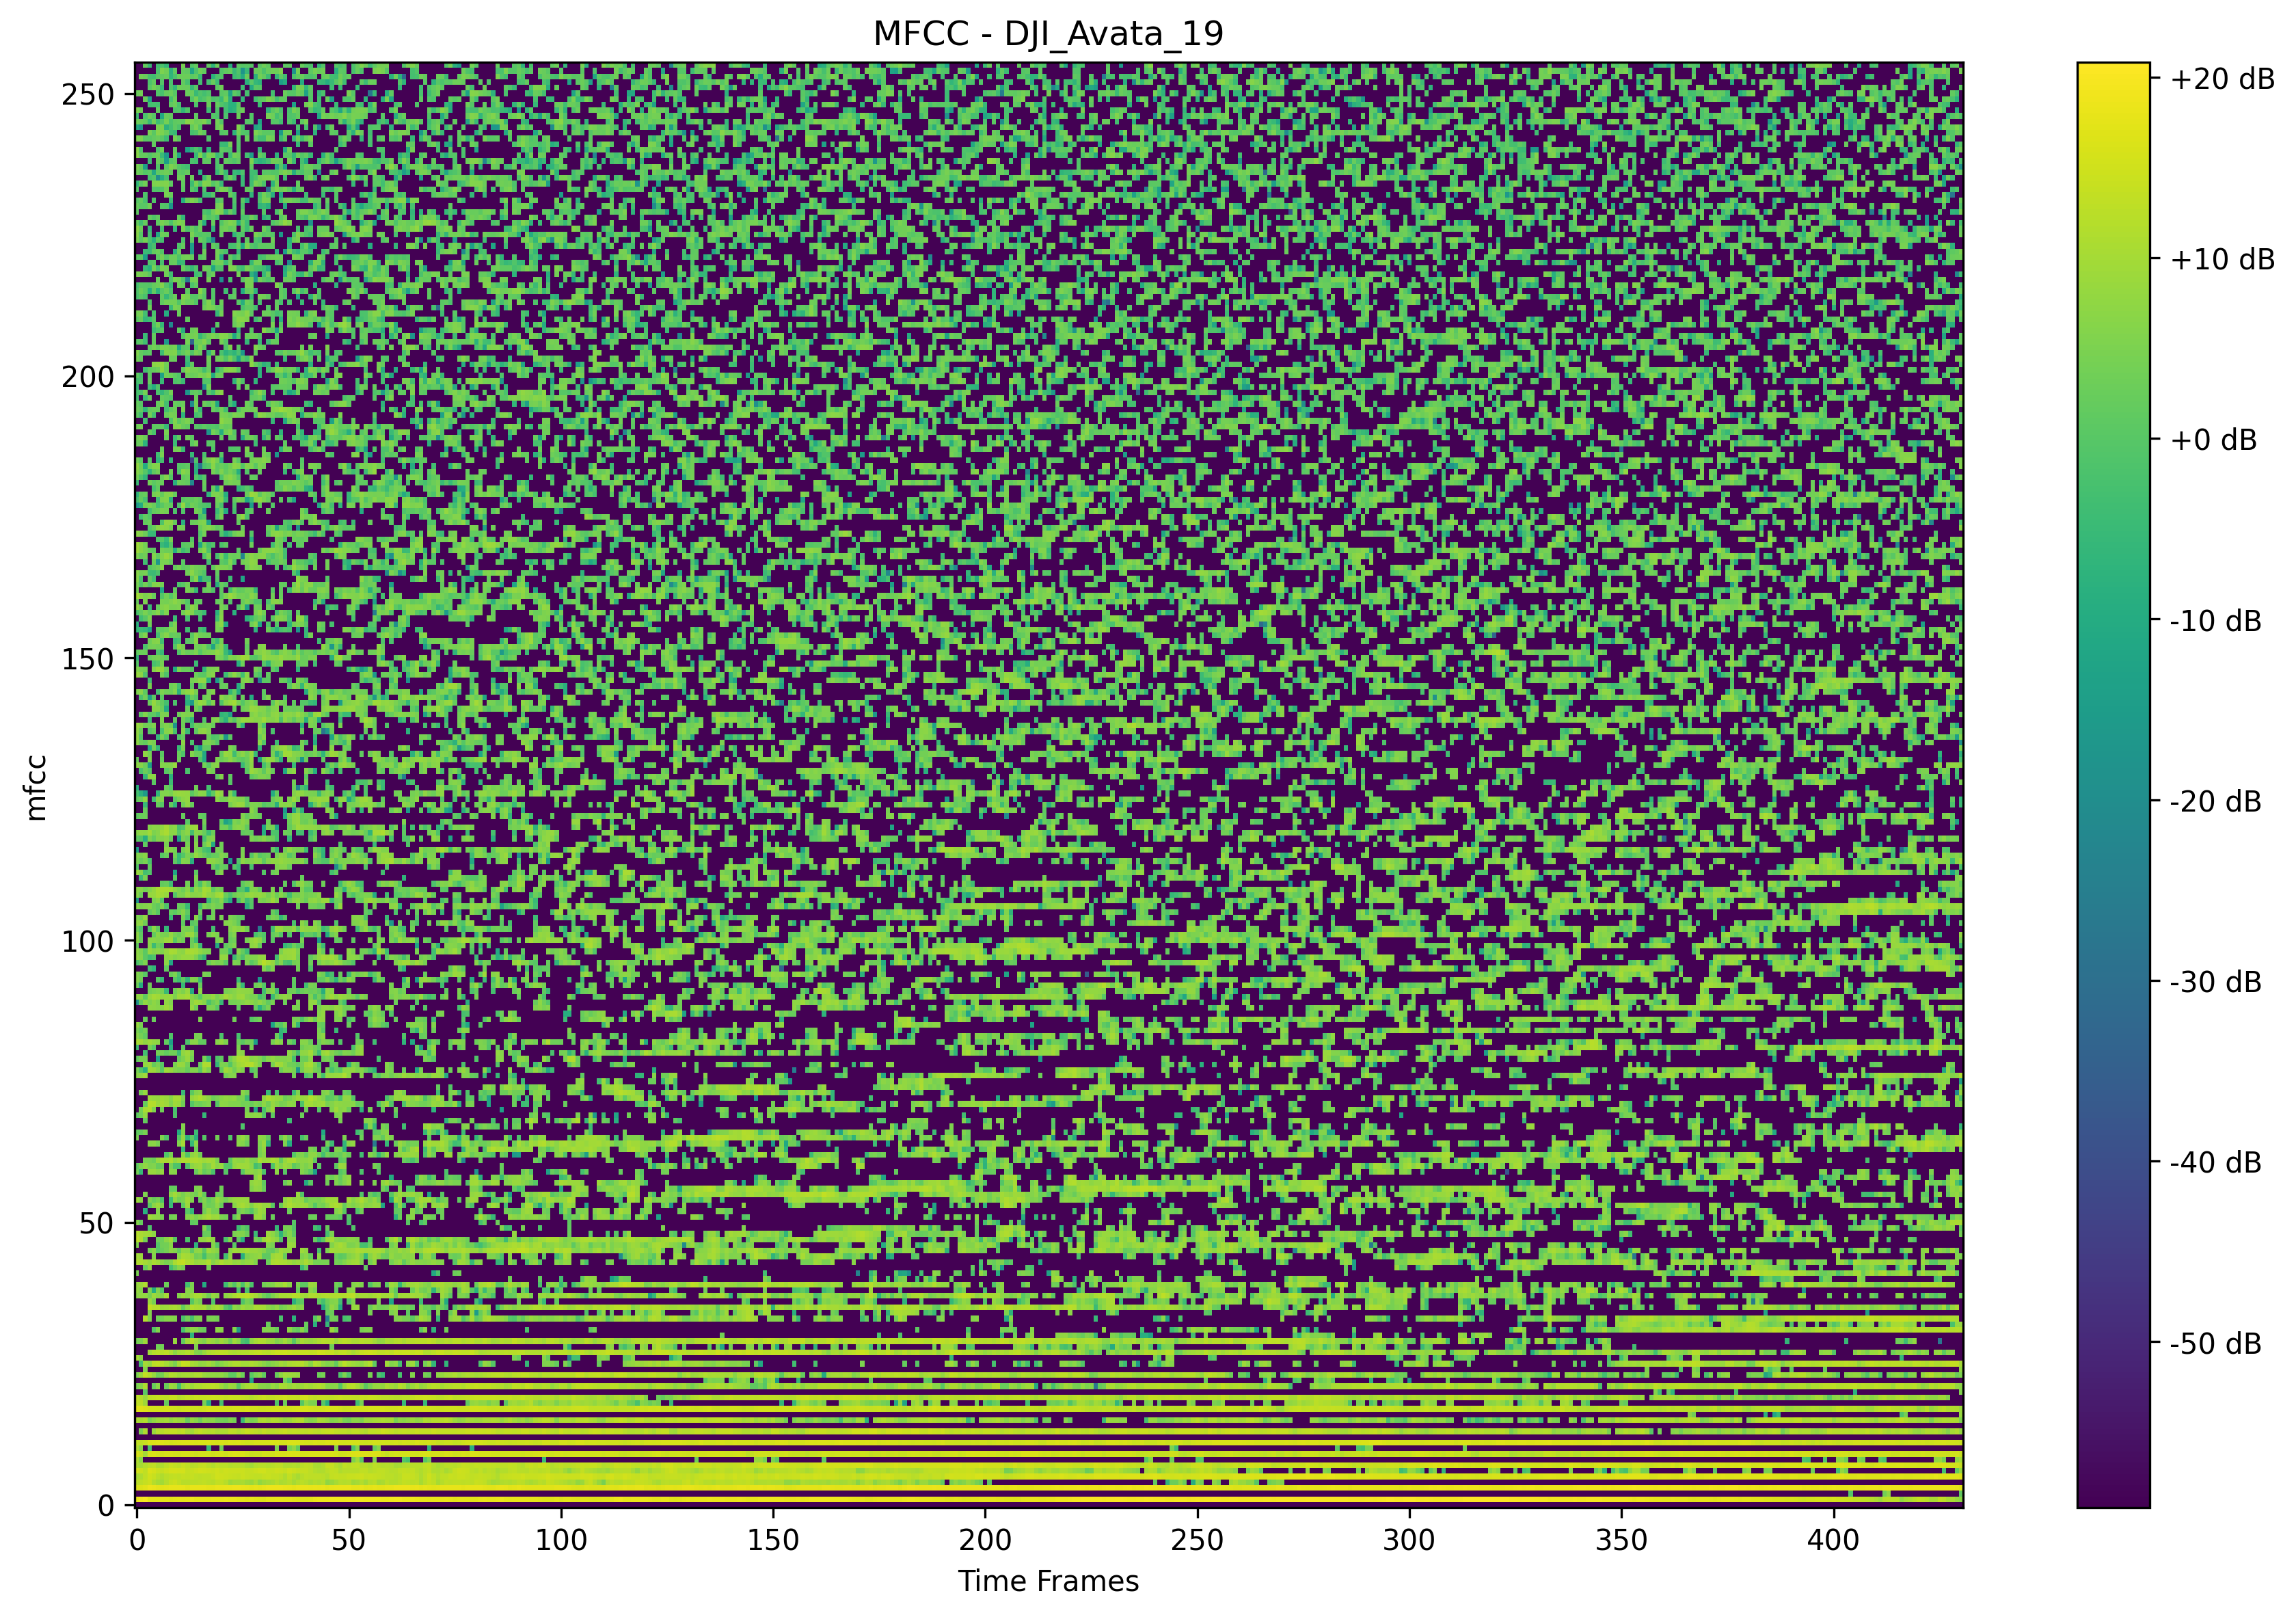 MFCC - DJI_Avata_19
250
200
150
100
50
0
mfcc
0 50 100 150 200 250 300 350 400
Time Frames
+20 dB
+10 dB
+0 dB
-10 dB
-20 dB
-30 dB
-40 dB
-50 dB